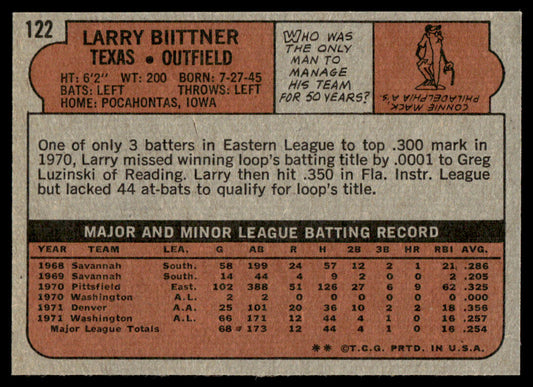 122
LARRY BIITTNER
TEXAS • OUTFIELD
HT: 6'2" WT: 200 BORN: 7-27-45
BATS: LEFT THROWS: LEFT
HOME: POCAHONTAS, IOWA
WHO WAS
THE ONLY
MAN TO
MANAGE
HIS TEAM
FOR 50 YEARS?
CONNIE MACK
PHILADELPHIA A'S
One of only 3 batters in Eastern League to top .300 mark in
1970, Larry missed winning loop's batting title by .0001 to Greg
Luzinski of Reading. Larry then hit .350 in Fla. Instr. League
but lacked 44 at-bats to qualify for loop's title.
MAJOR AND MINOR LEAGUE BATTING RECORD
YEAR TEAM LEA. G AB R H 2B 3B HR RBI AVG.
1968 Savannah South. 58 199 24 57 12 2 1 21 .286
1969 Savannah South. 14 44 4 9 2 0 0 2 .205
1970 Pittsfield East. 102 388 51 126 27 6 9 62 .325
1970 Washington A.L. 2 2 0 0 0 0 0 0 .000
1971 Denver A.A. 25 101 20 36 10 2 2 18 .356
1971 Washington A.L. 66 171 12 44 4 1 0 16 .257
Major League Totals 68 173 12 44 4 1 0 16 .254
** ©T.C.G. PRTD. IN U.S.A.